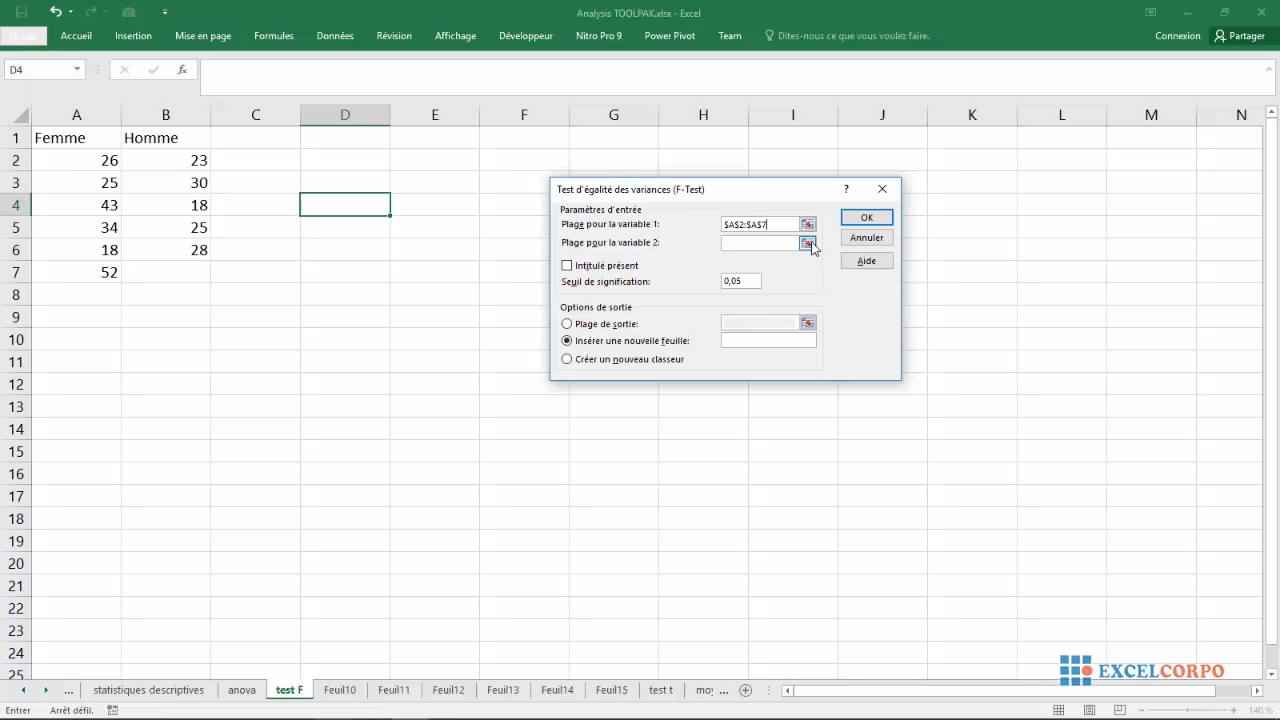 Analysis TOOLPAK.xlsx - Excel
Accueil Insertion Mise en page Formules Données Révision Affichage Développeur Nitro Pro 9 Power Pivot Team Dites-nous ce que vous voulez faire. Connexion Partager
D4 fx
A B C D E F G H I J K L M N
1 Femme Homme
2 26 23
3 25 30
4 43 18
5 34 25
6 18 28
7 52
8
9
10
11
12
13
14
15
16
17
18
19
20
21
22
23
24
25
Test d'égalité des variances (F-Test) ? ×
Paramètres d'entrée
Plage pour la variable 1: $A$2:$A$7
Plage pour la variable 2:
Intitulé présent
Seuil de signification: 0,05
OK
Annuler
Aide
Options de sortie
Plage de sortie:
Insérer une nouvelle feuille:
Créer un nouveau classeur
EXCELCORPO
... statistiques descriptives anova test F Feuil10 Feuil11 Feuil12 Feuil13 Feuil14 Feuil15 test t ...
Entrer Arrêt défil. 140 %